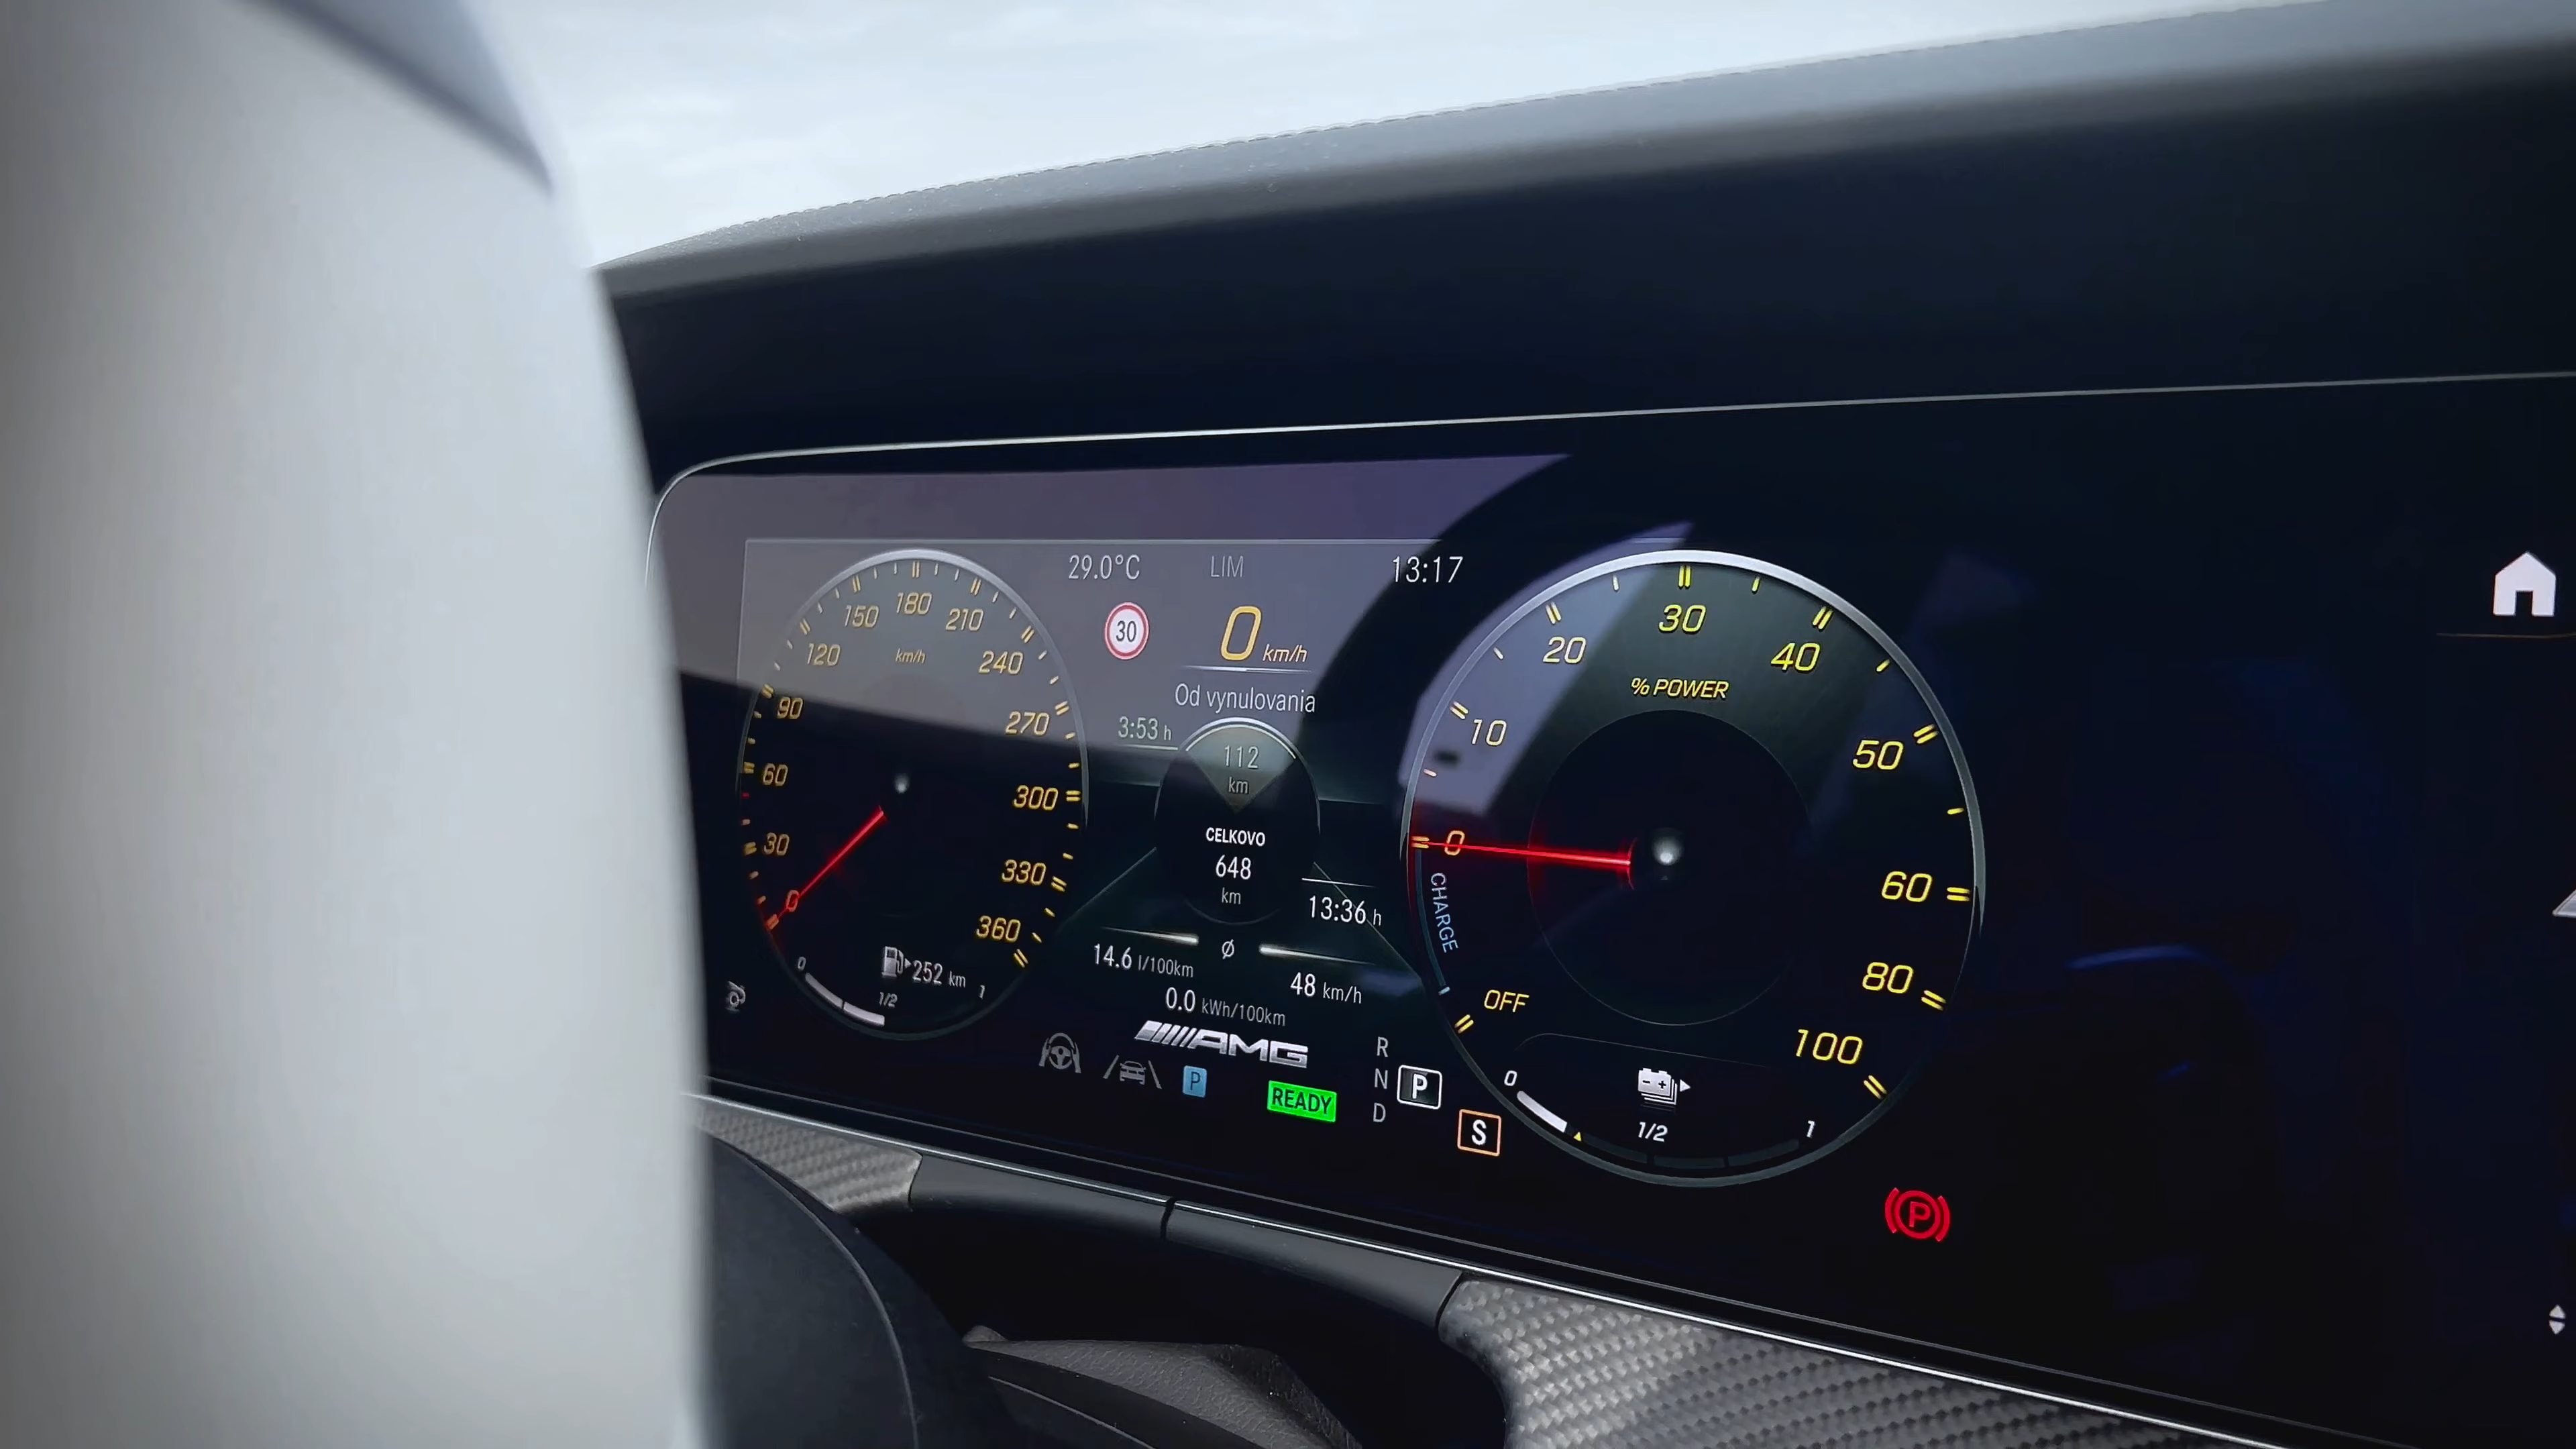 29.0°C LIM 13:17
30 0 km/h
Od vynulovania
3:53 h
112
km
CELKOVO
648
km
13:36 h
14.6 l/100km Ø 48 km/h
0.0 kWh/100km
AMG
P READY
R
N P
D
S
0 30 60 90 120 150 180 210 240 270 300 330 360
km/h
252 km
0 1/2 1
OFF CHARGE 0 10 20 30 40 50 60 80 100
% POWER
0 1/2 1
P